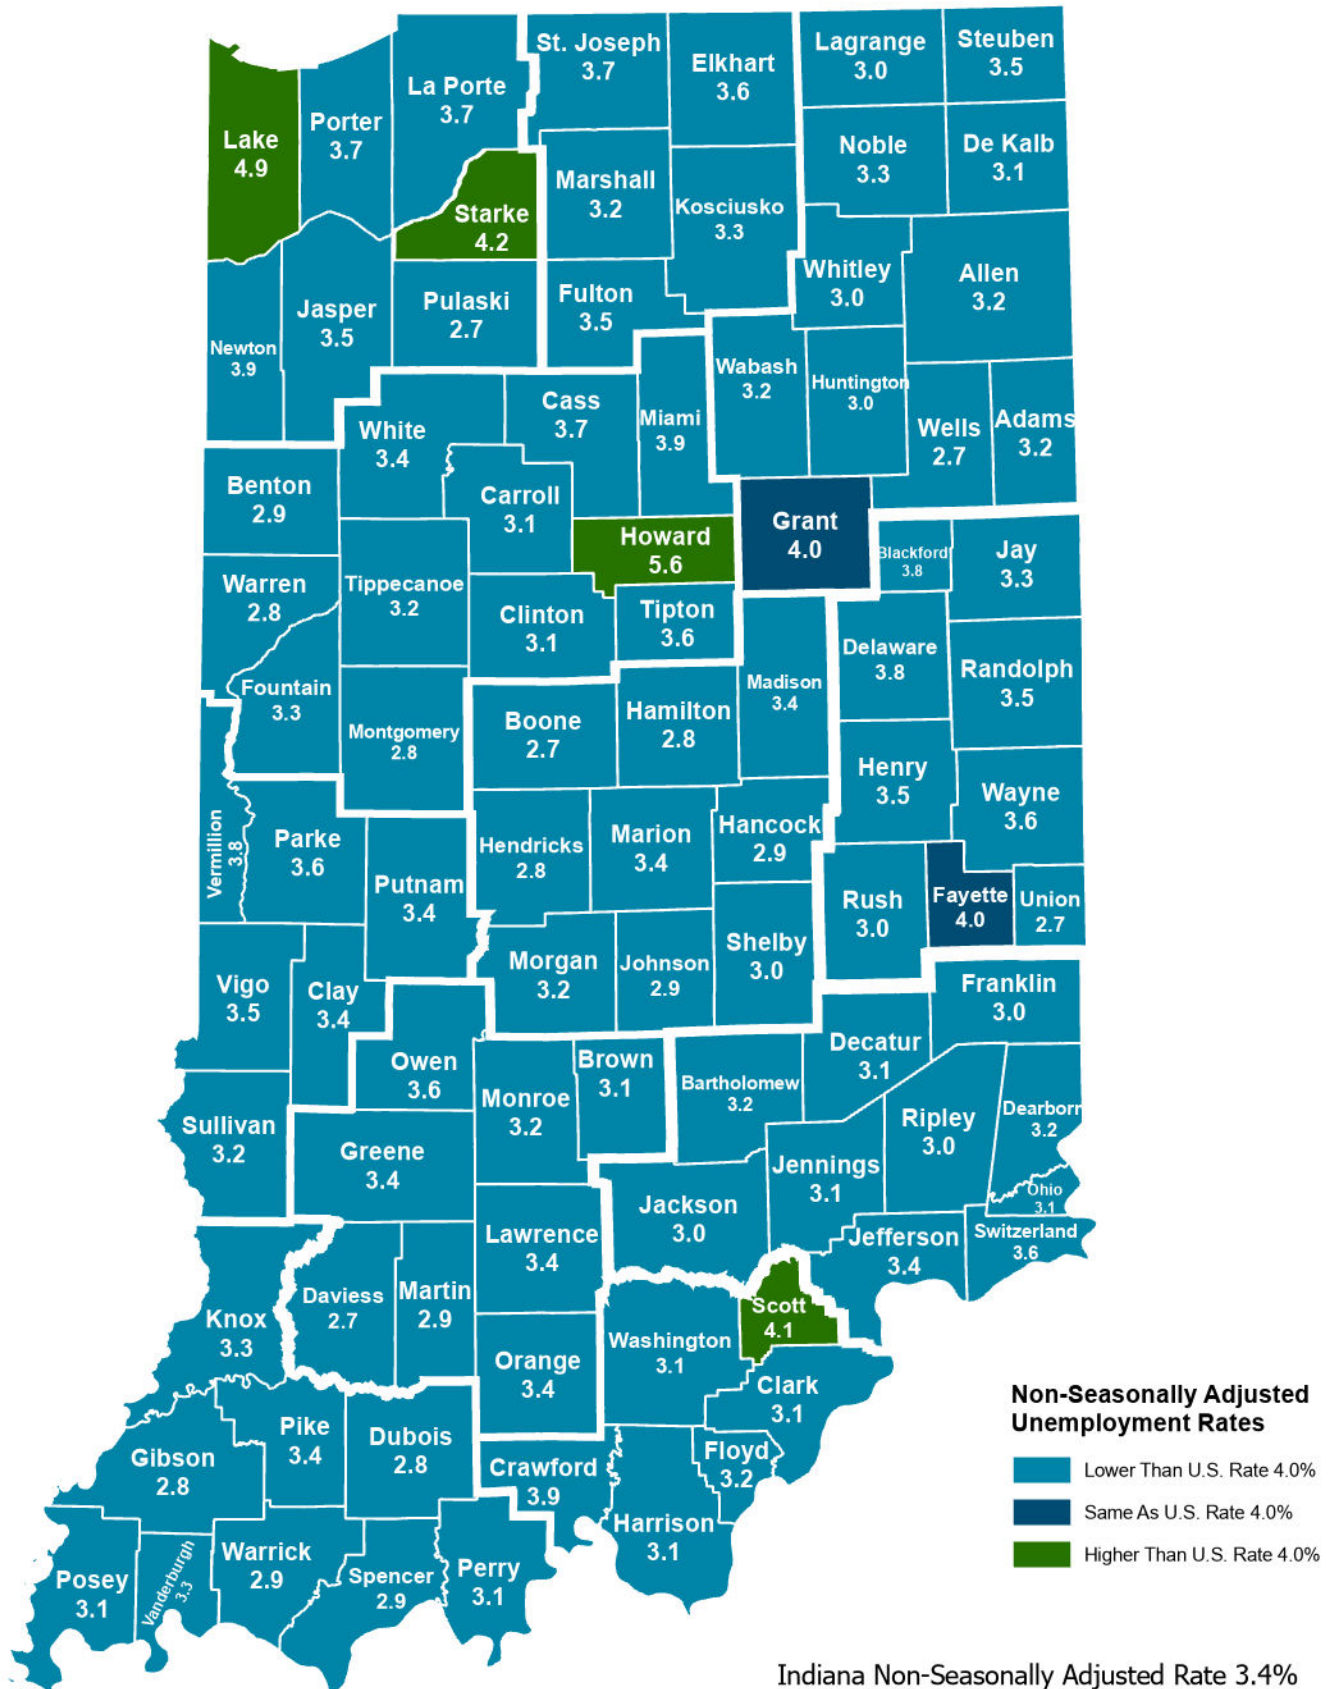 St. Joseph
3.7
Elkhart
3.6
Lagrange
3.0
Steuben
3.5
La Porte
3.7
Porter
3.7
Lake
4.9
Noble
3.3
De Kalb
3.1
Marshall
3.2
Kosciusko
3.3
Starke
4.2
Whitley
3.0
Allen
3.2
Newton
3.9
Jasper
3.5
Pulaski
2.7
Fulton
3.5
Wabash
3.2
Huntington
3.0
Wells
2.7
Adams
3.2
White
3.4
Cass
3.7
Miami
3.9
Benton
2.9
Carroll
3.1
Howard
5.6
Grant
4.0
Blackford
3.8
Jay
3.3
Warren
2.8
Tippecanoe
3.2
Clinton
3.1
Tipton
3.6
Delaware
3.8
Randolph
3.5
Fountain
3.3
Montgomery
2.8
Boone
2.7
Hamilton
2.8
Madison
3.4
Henry
3.5
Wayne
3.6
Vermillion
3.8
Parke
3.6
Putnam
3.4
Hendricks
2.8
Marion
3.4
Hancock
2.9
Rush
3.0
Fayette
4.0
Union
2.7
Vigo
3.5
Clay
3.4
Morgan
3.2
Johnson
2.9
Shelby
3.0
Franklin
3.0
Owen
3.6
Monroe
3.2
Brown
3.1
Bartholomew
3.2
Decatur
3.1
Ripley
3.0
Dearborn
3.2
Sullivan
3.2
Greene
3.4
Jennings
3.1
Ohio
3.1
Lawrence
3.4
Jackson
3.0
Jefferson
3.4
Switzerland
3.6
Knox
3.3
Daviess
2.7
Martin
2.9
Orange
3.4
Washington
3.1
Scott
4.1
Clark
3.1
Gibson
2.8
Pike
3.4
Dubois
2.8
Crawford
3.9
Floyd
3.2
Harrison
3.1
Posey
3.1
Vanderburgh
3.3
Warrick
2.9
Spencer
2.9
Perry
3.1
Non-Seasonally Adjusted
Unemployment Rates
Lower Than U.S. Rate 4.0%
Same As U.S. Rate 4.0%
Higher Than U.S. Rate 4.0%
Indiana Non-Seasonally Adjusted Rate 3.4%